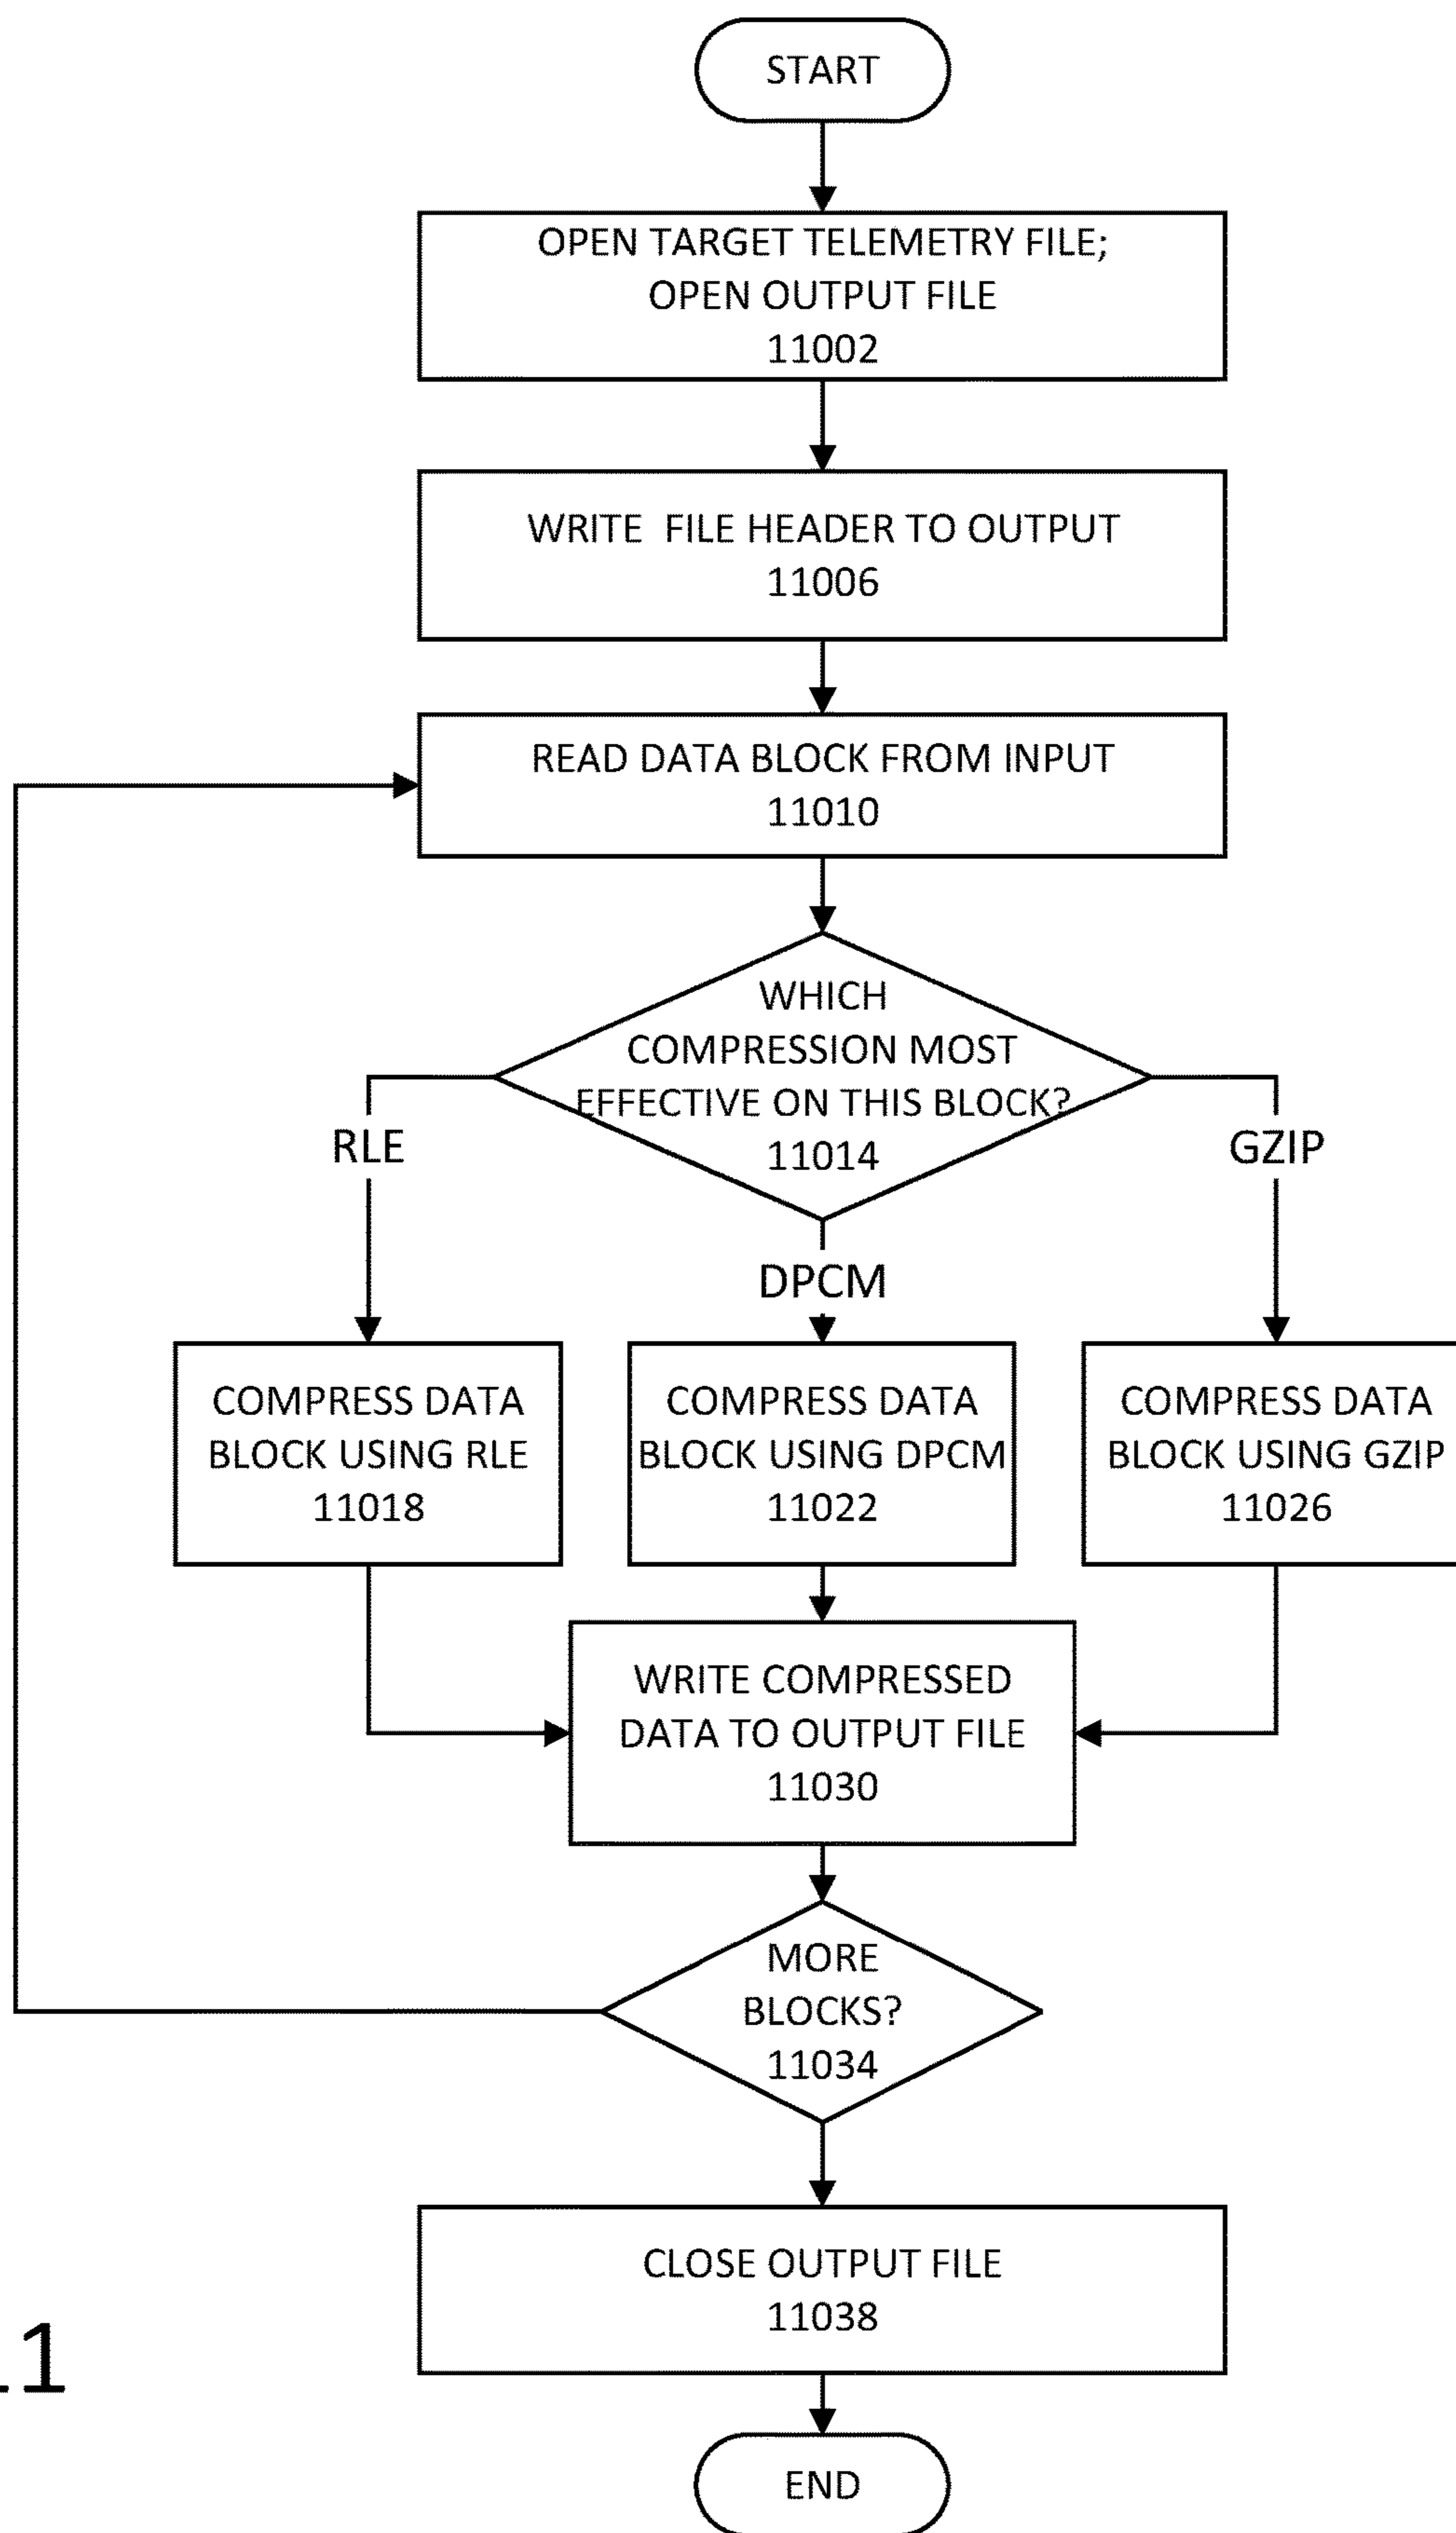 START
OPEN TARGET TELEMETRY FILE;
OPEN OUTPUT FILE
11002
WRITE FILE HEADER TO OUTPUT
11006
READ DATA BLOCK FROM INPUT
11010
WHICH
COMPRESSION MOST
EFFECTIVE ON THIS BLOCK?
11014
RLE
GZIP
DPCM
COMPRESS DATA
BLOCK USING RLE
11018
COMPRESS DATA
BLOCK USING DPCM
11022
COMPRESS DATA
BLOCK USING GZIP
11026
WRITE COMPRESSED
DATA TO OUTPUT FILE
11030
MORE
BLOCKS?
11034
CLOSE OUTPUT FILE
11038
11
END